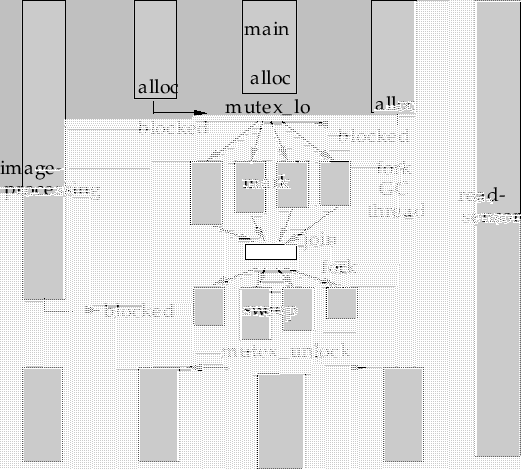 main
alloc
alloc
mutex_lo
alloc
blocked
blocked
image-
processing
mark
fork
GC
thread
read-
sensor
join
fork
blocked
sweep
mutex_unlock